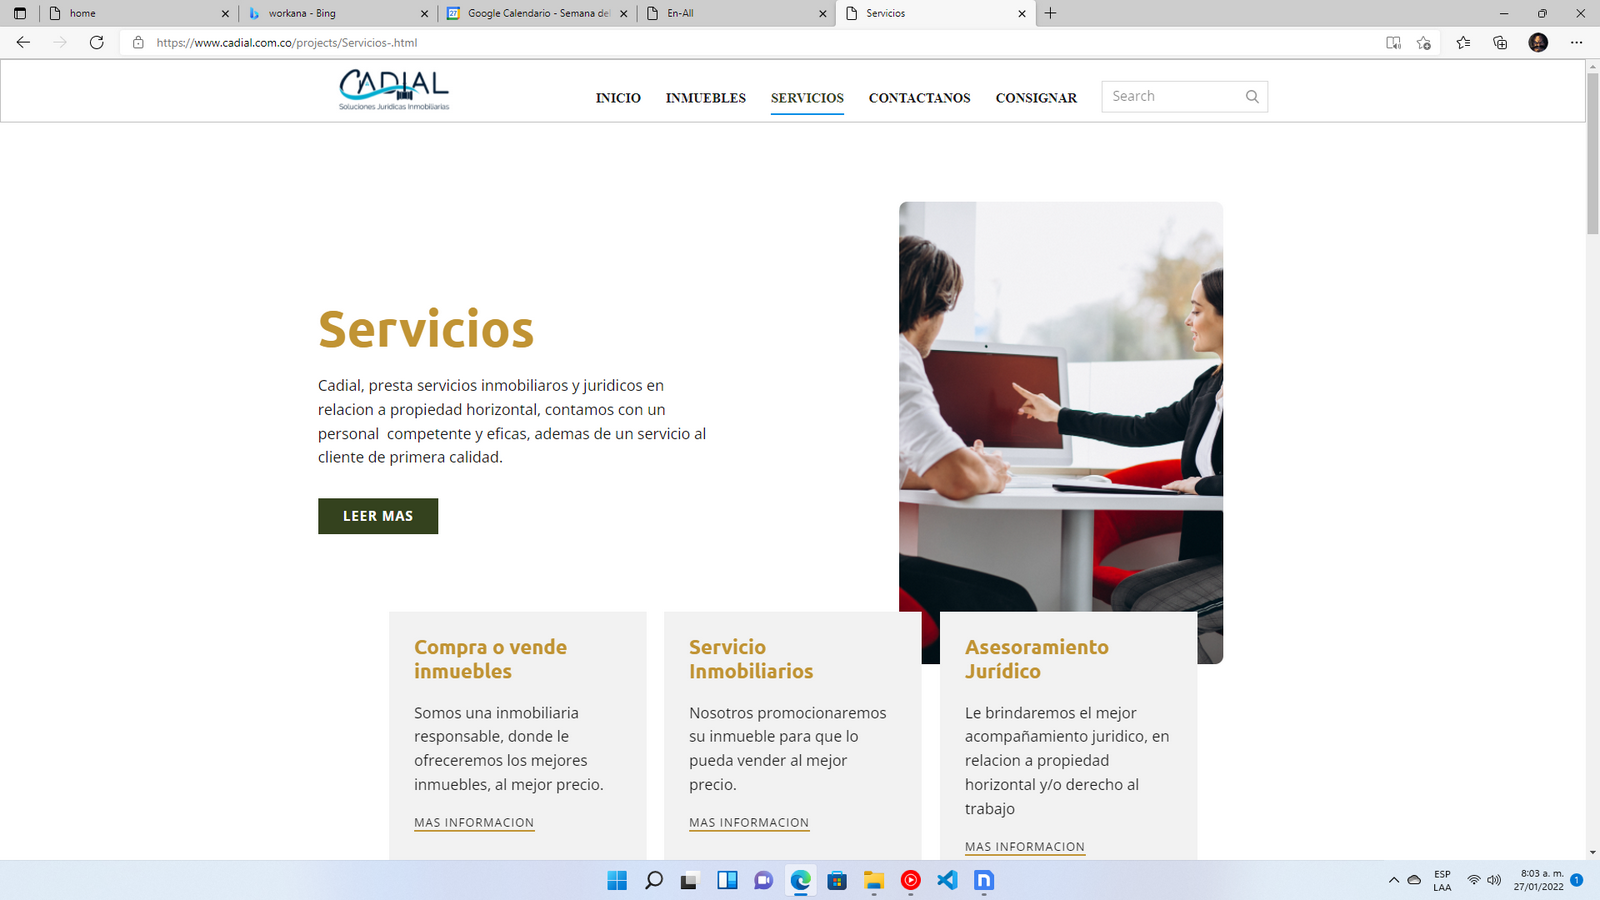 home
workana - Bing
Google Calendario - Semana del
En-All
Servicios
https://www.cadial.com.co/projects/Servicios-.html
CADIAL
Soluciones Jurídicas Inmobiliarias
INICIO
INMUEBLES
SERVICIOS
CONTACTANOS
CONSIGNAR
Search
Servicios
Cadial, presta servicios inmobiliaros y juridicos en
relacion a propiedad horizontal, contamos con un
personal  competente y eficas, ademas de un servicio al
cliente de primera calidad.
LEER MAS
Compra o vende
inmuebles
Somos una inmobiliaria
responsable, donde le
ofreceremos los mejores
inmuebles, al mejor precio.
MAS INFORMACION
Servicio
Inmobiliarios
Nosotros promocionaremos
su inmueble para que lo
pueda vender al mejor
precio.
MAS INFORMACION
Asesoramiento
Jurídico
Le brindaremos el mejor
acompañamiento juridico, en
relacion a propiedad
horizontal y/o derecho al
trabajo
MAS INFORMACION
ESP
LAA
8:03 a. m.
27/01/2022
1